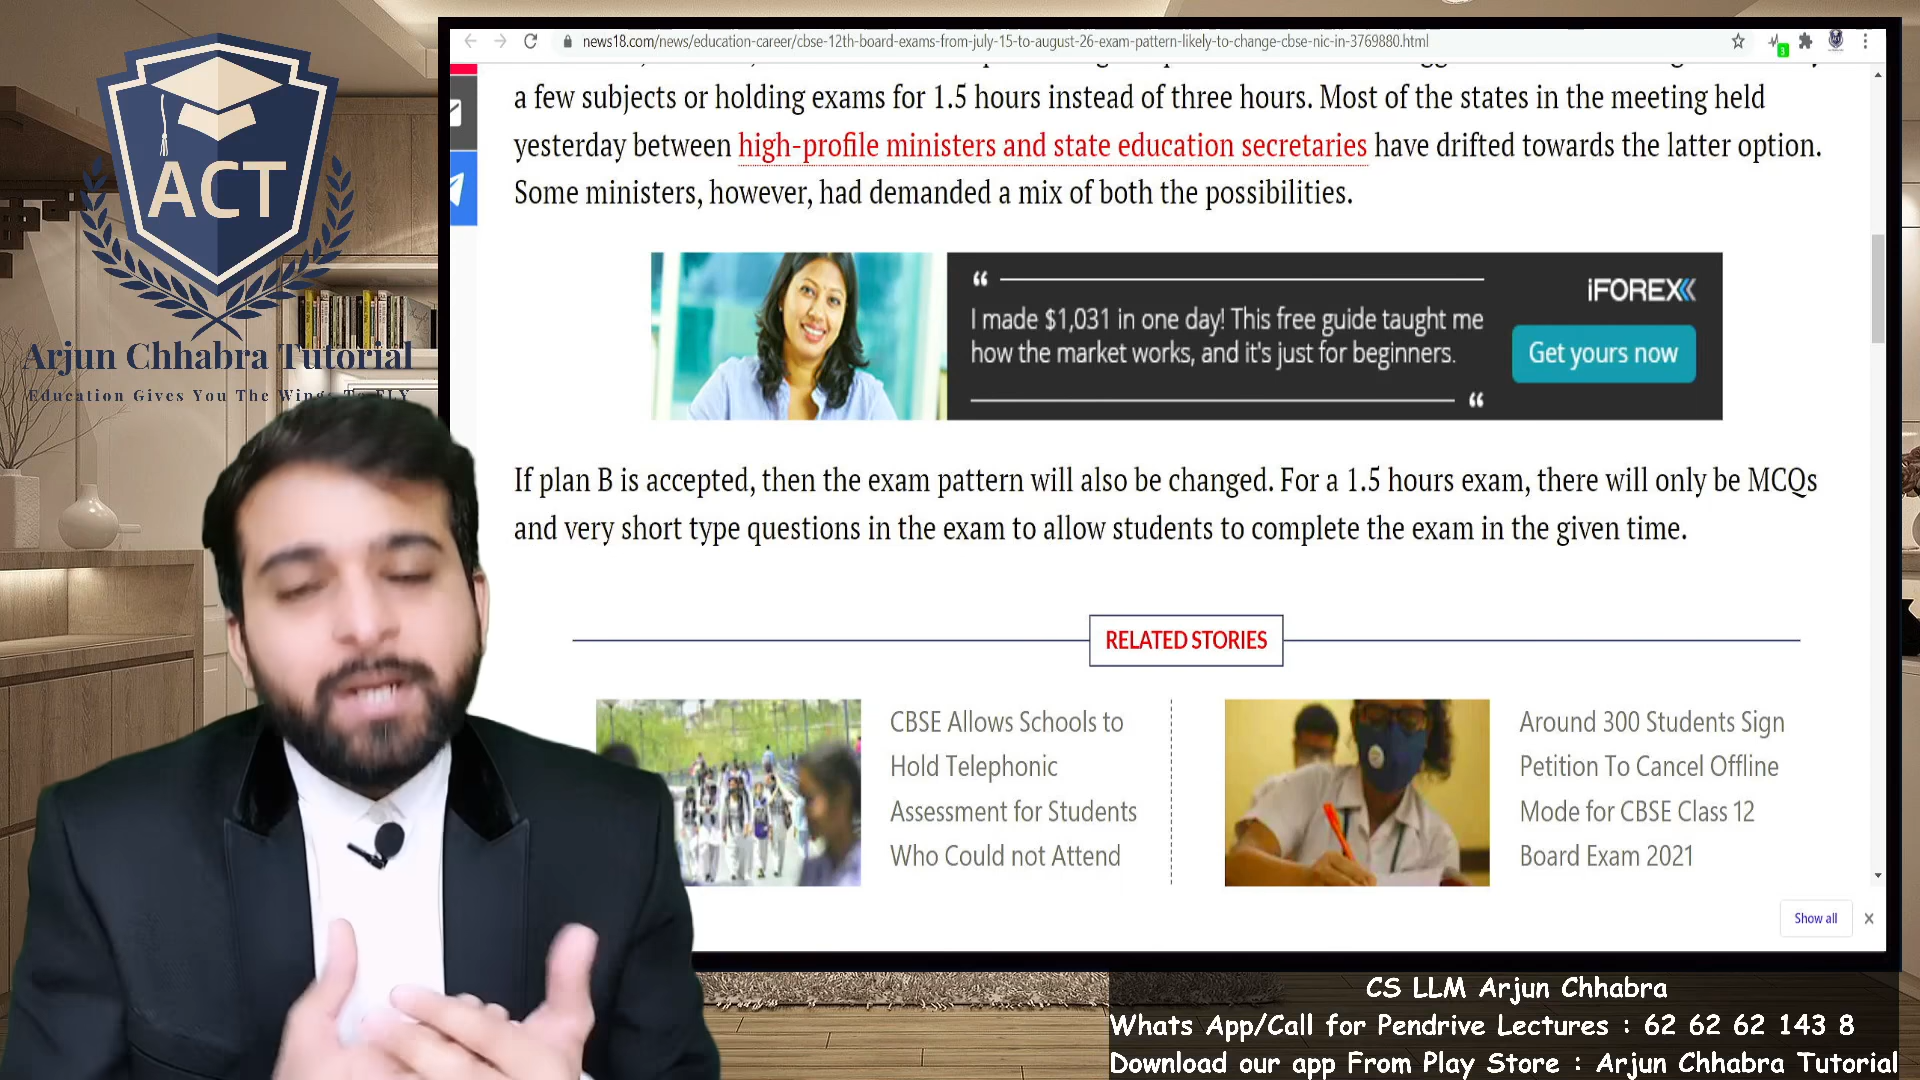 ACT
Arjun Chhabra Tutorial
Education Gives You The Wings To FLY
news18.com/news/education-career/cbse-12th-board-exams-from-july-15-to-august-26-exam-pattern-likely-to-change-cbse-nic-in-3769880.html
3
ACT
a few subjects or holding exams for 1.5 hours instead of three hours. Most of the states in the meeting held
yesterday between high-profile ministers and state education secretaries have drifted towards the latter option.
Some ministers, however, had demanded a mix of both the possibilities.
“
I made $1,031 in one day! This free guide taught me
how the market works, and it's just for beginners.
“
iFOREX
Get yours now
If plan B is accepted, then the exam pattern will also be changed. For a 1.5 hours exam, there will only be MCQs
and very short type questions in the exam to allow students to complete the exam in the given time.
RELATED STORIES
CBSE Allows Schools to
Hold Telephonic
Assessment for Students
Who Could not Attend
Around 300 Students Sign
Petition To Cancel Offline
Mode for CBSE Class 12
Board Exam 2021
Show all
CS LLM Arjun Chhabra
Whats App/Call for Pendrive Lectures : 62 62 62 143 8
Download our app From Play Store : Arjun Chhabra Tutorial